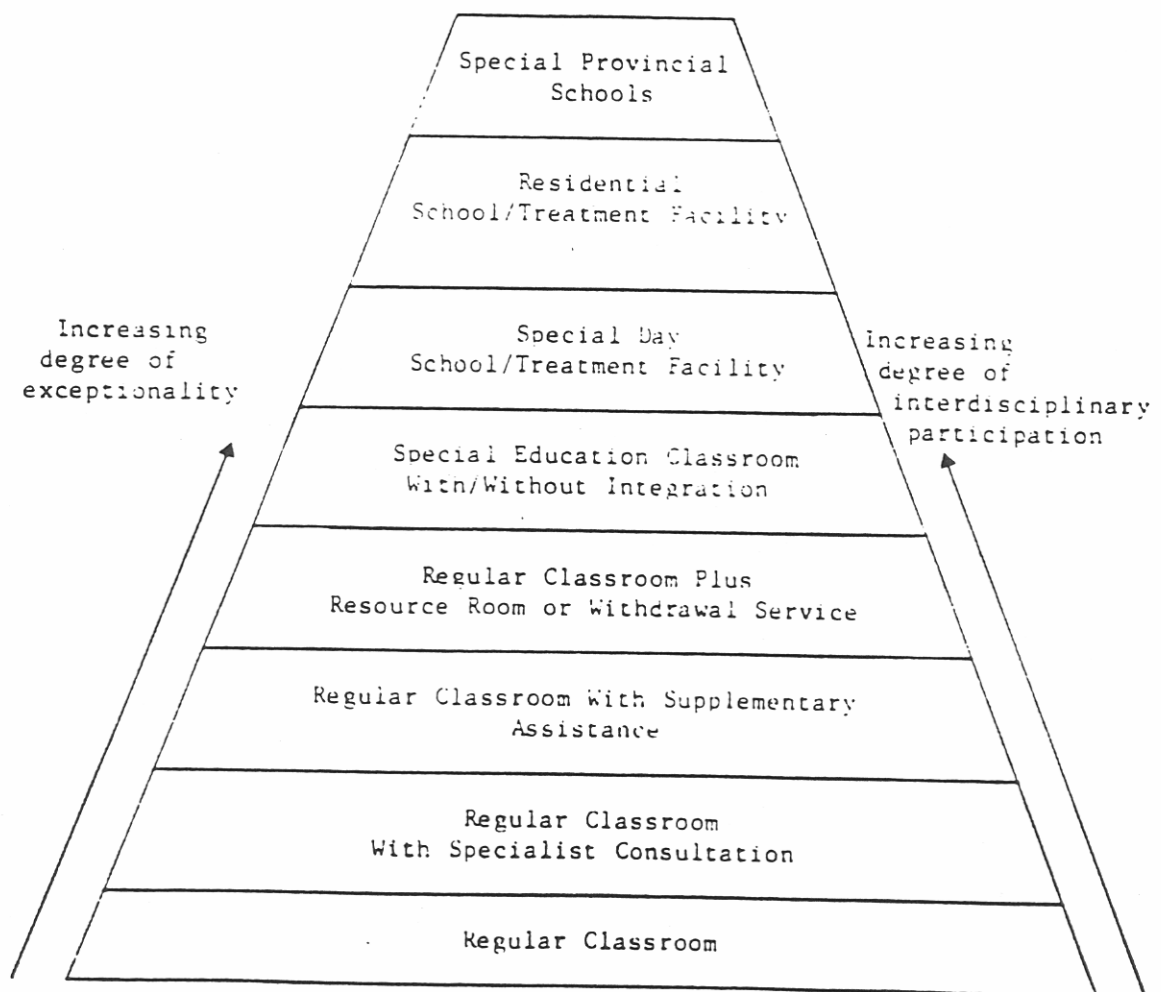 Special Provincial
Schools
Residential
School/Treatment Facility
Increasing
degree of
exceptionality
Special Day
School/Treatment Facility
Increasing
degree of
interdisciplinary
participation
Special Education Classroom
With/Without Integration
Regular Classroom Plus
Resource Room or Withdrawal Service
Regular Classroom With Supplementary
Assistance
Regular Classroom
With Specialist Consultation
Regular Classroom